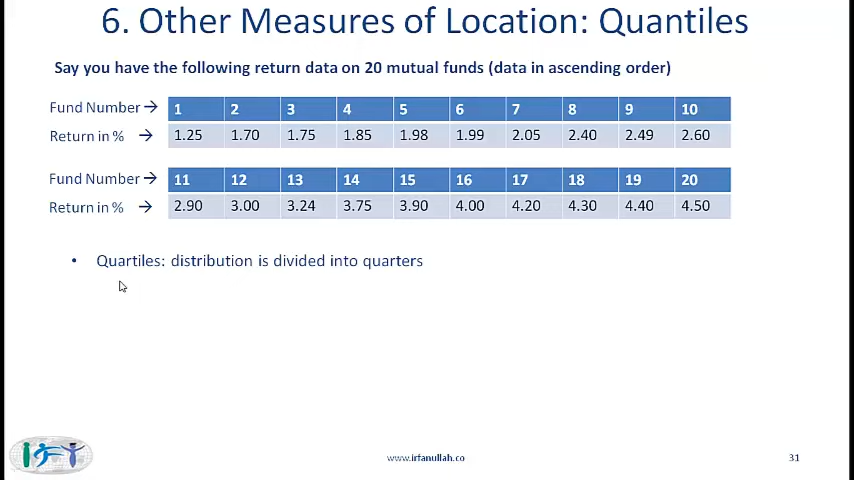 6. Other Measures of Location: Quantiles
Say you have the following return data on 20 mutual funds (data in ascending order)
Fund Number → 1 2 3 4 5 6 7 8 9 10
Return in % → 1.25 1.70 1.75 1.85 1.98 1.99 2.05 2.40 2.49 2.60
Fund Number → 11 12 13 14 15 16 17 18 19 20
Return in % → 2.90 3.00 3.24 3.75 3.90 4.00 4.20 4.30 4.40 4.50
• Quartiles: distribution is divided into quarters
IFT
www.irfanullah.co
31